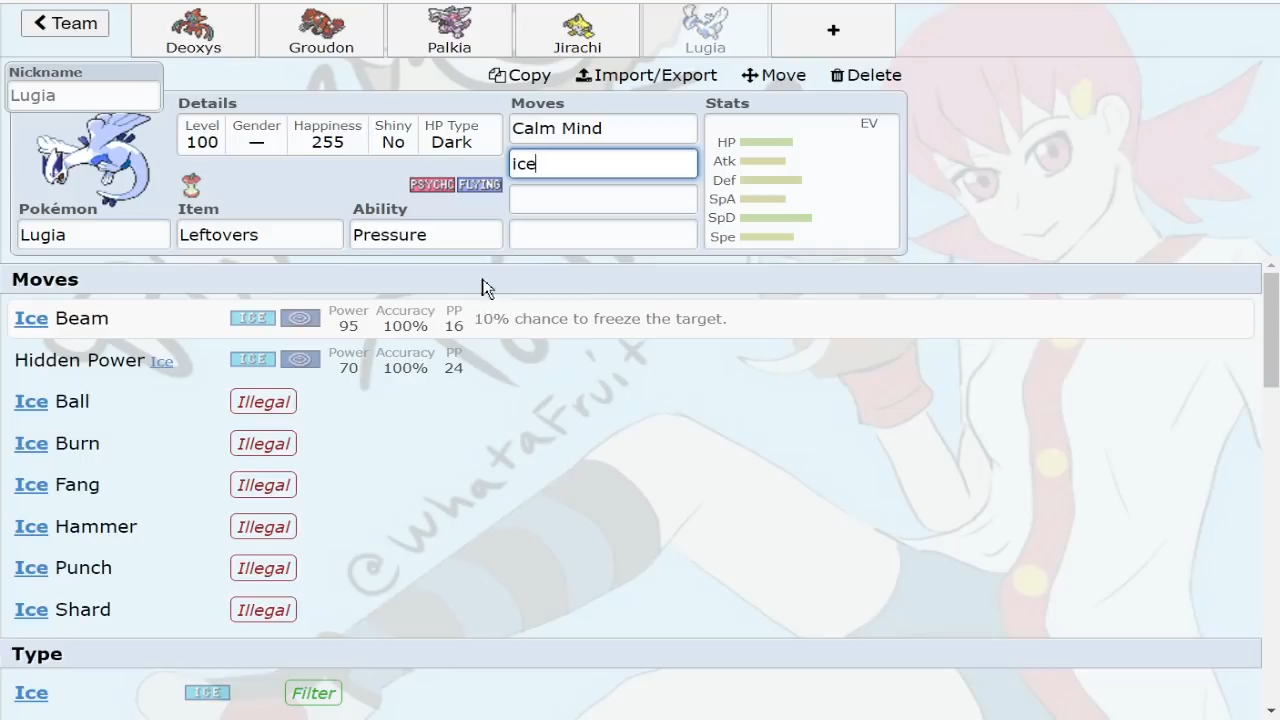 Team
Deoxys
Groudon
Palkia
Jirachi
Lugia
+
Copy
Import/Export
Move
Delete
Nickname
Lugia
Details
Level
100
Gender
—
Happiness
255
Shiny
No
HP Type
Dark
PSYCHC FLYING
Pokémon
Lugia
Item
Leftovers
Ability
Pressure
Moves
Calm Mind
ice
Stats
EV
HP
Atk
Def
SpA
SpD
Spe
Moves
Ice Beam ICE Power 95 Accuracy 100% PP 16 10% chance to freeze the target.
Hidden Power Ice ICE Power 70 Accuracy 100% PP 24
Ice Ball Illegal
Ice Burn Illegal
Ice Fang Illegal
Ice Hammer Illegal
Ice Punch Illegal
Ice Shard Illegal
Type
Ice ICE Filter
@WhataFruit